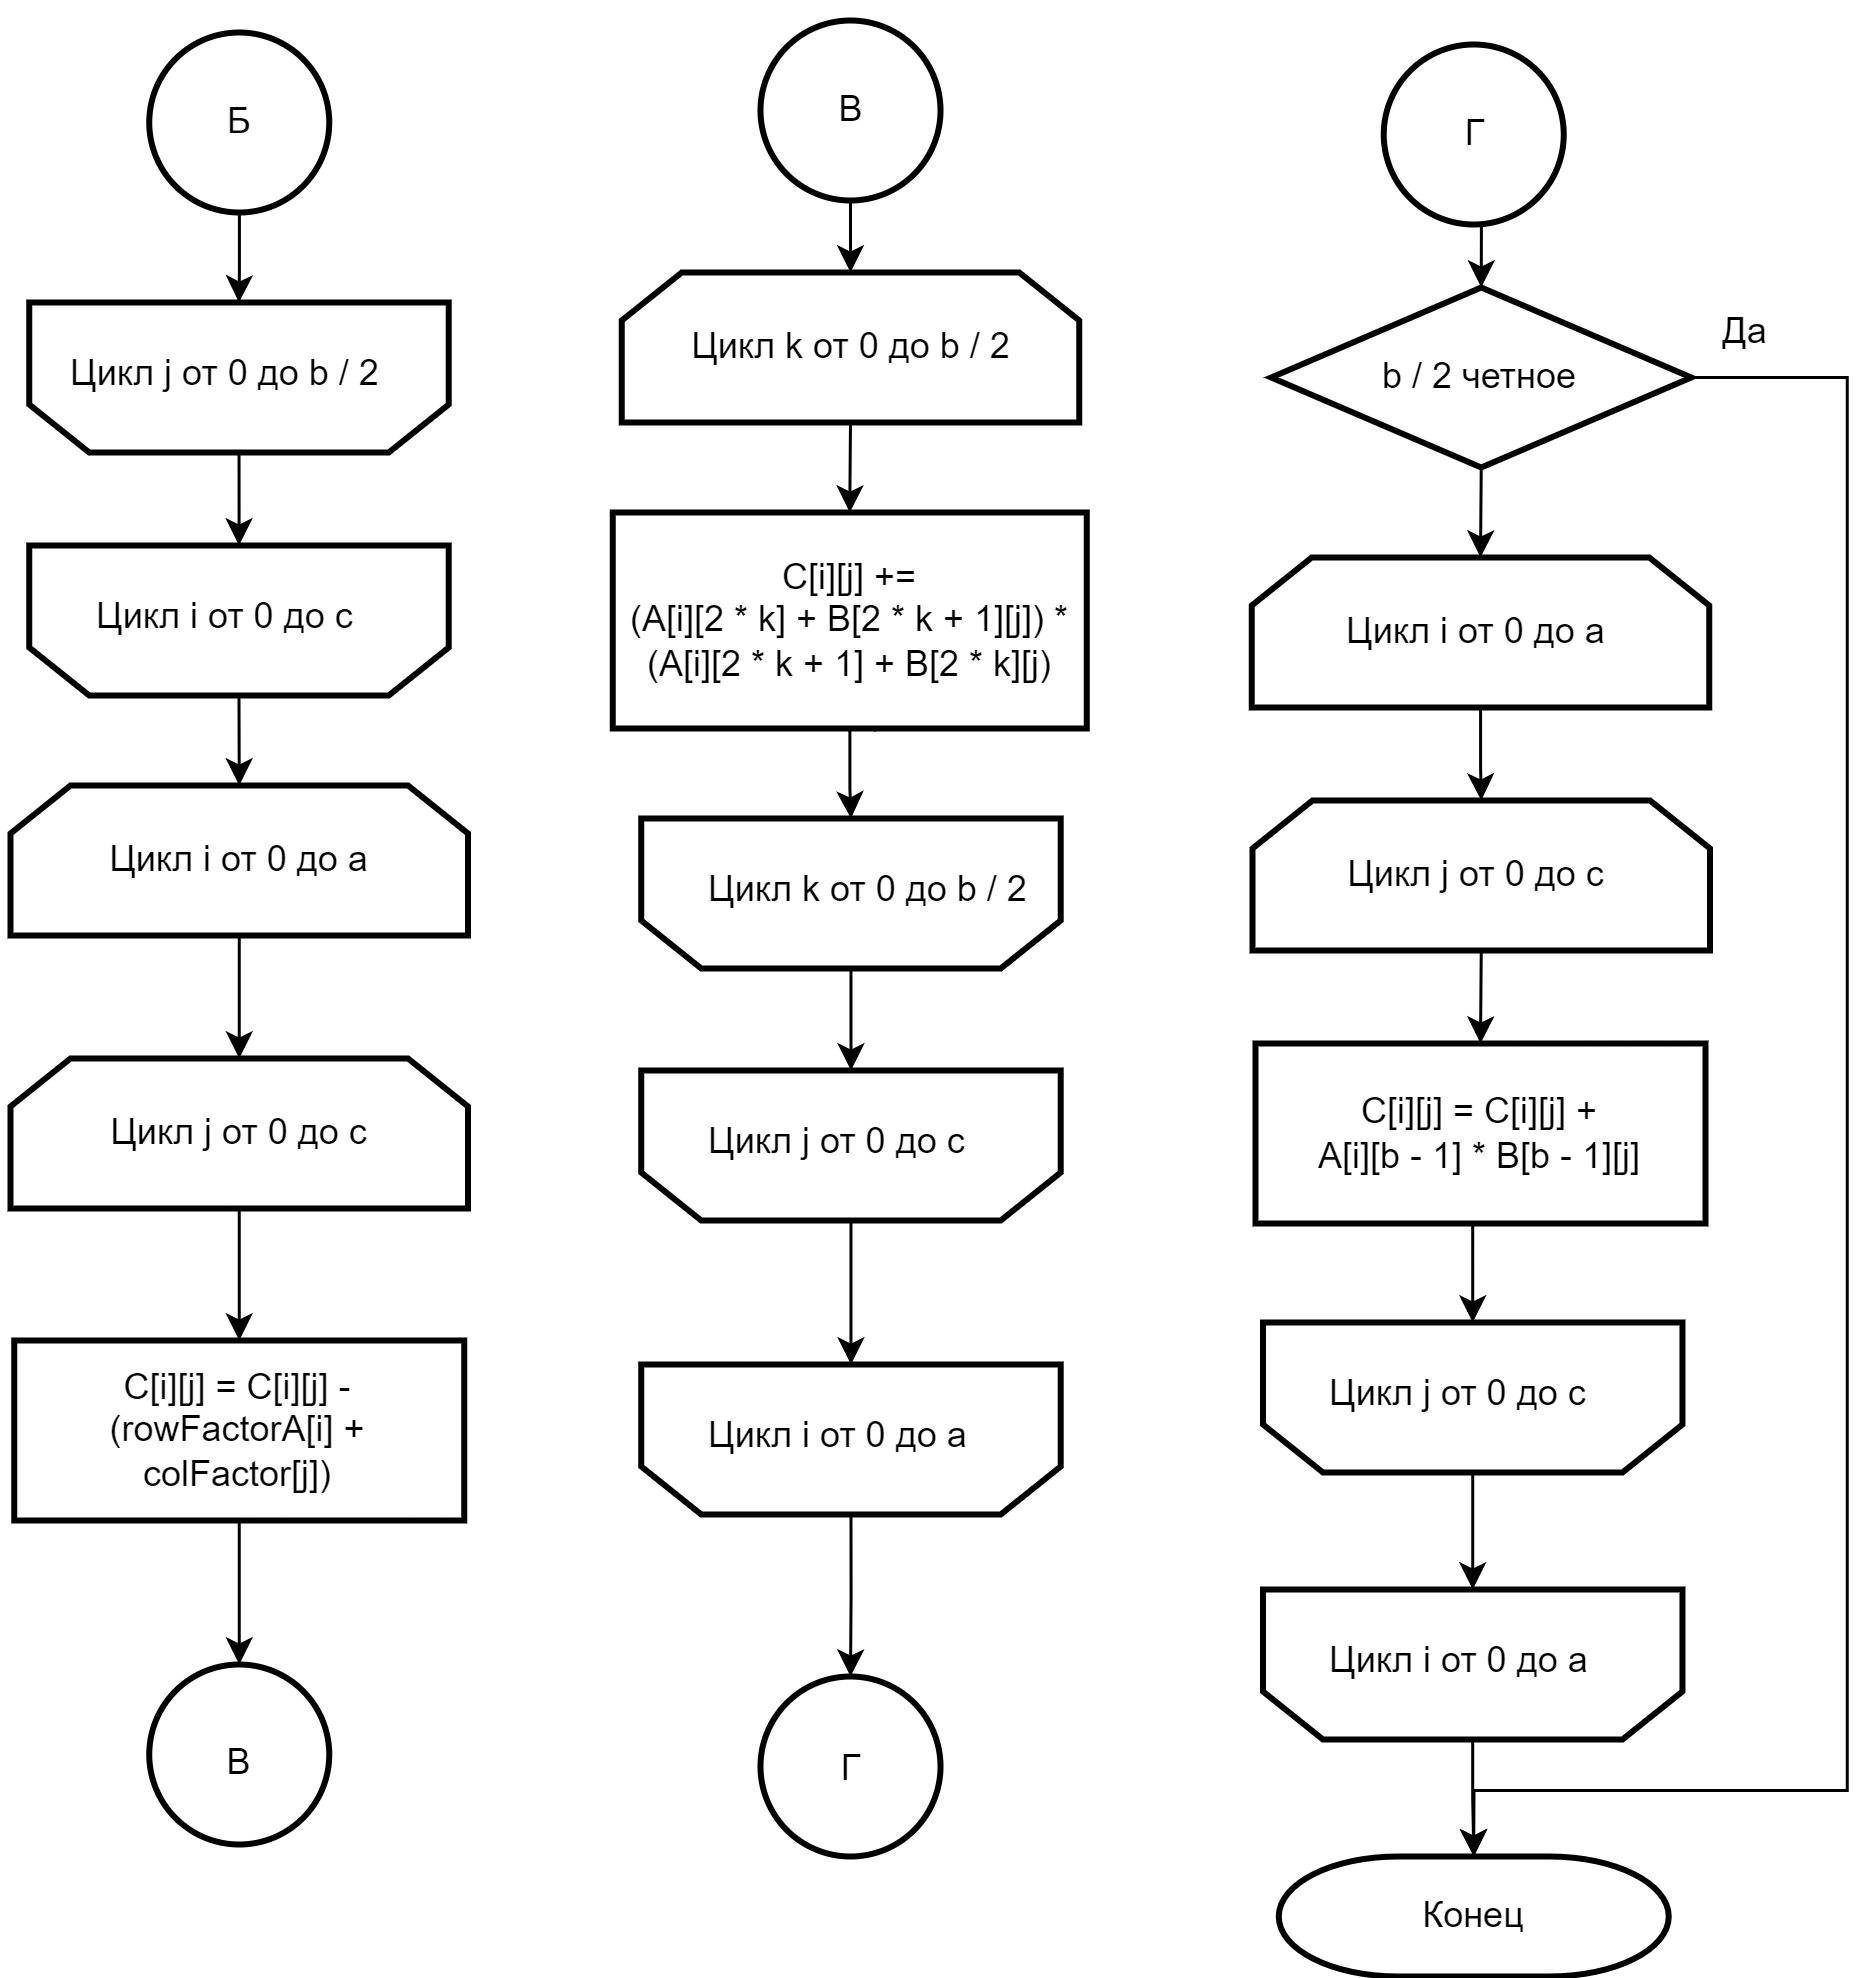 Б
Цикл j от 0 до b / 2
Цикл i от 0 до c
Цикл i от 0 до a
Цикл j от 0 до c
C[i][j] = C[i][j] -
(rowFactorA[i] +
colFactor[j])
В
В
Цикл k от 0 до b / 2
C[i][j] +=
(A[i][2 * k] + B[2 * k + 1][j]) *
(A[i][2 * k + 1] + B[2 * k][j)
Цикл k от 0 до b / 2
Цикл j от 0 до c
Цикл i от 0 до a
Г
Г
Да
b / 2 четное
Цикл i от 0 до a
Цикл j от 0 до c
C[i][j] = C[i][j] +
A[i][b - 1] * B[b - 1][j]
Цикл j от 0 до c
Цикл i от 0 до a
Конец